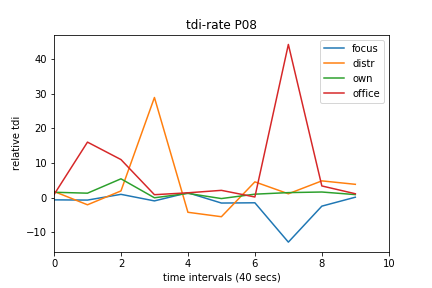 tdi-rate P08
relative tdi
40
30
20
10
0
−10
focus
distr
own
office
0 2 4 6 8 10
time intervals (40 secs)